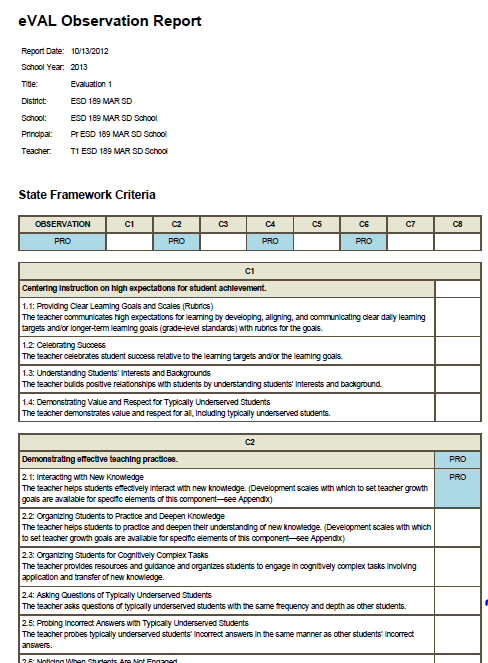 eVAL Observation Report
Report Date: 10/13/2012
School Year: 2013
Title: Evaluation 1
District: ESD 189 MAR SD
School: ESD 189 MAR SD School
Principal: Pr ESD 189 MAR SD School
Teacher: T1 ESD 189 MAR SD School
State Framework Criteria
OBSERVATION C1 C2 C3 C4 C5 C6 C7 C8
PRO PRO PRO PRO
C1
Centering instruction on high expectations for student achievement.
1.1: Providing Clear Learning Goals and Scales (Rubrics)
The teacher communicates high expectations for learning by developing, aligning, and communicating clear daily learning
targets and/or longer-term learning goals (grade-level standards) with rubrics for the goals.
1.2: Celebrating Success
The teacher celebrates student success relative to the learning targets and/or the learning goals.
1.3: Understanding Students' Interests and Backgrounds
The teacher builds positive relationships with students by understanding students' interests and background.
1.4: Demonstrating Value and Respect for Typically Underserved Students
The teacher demonstrates value and respect for all, including typically underserved students.
C2
Demonstrating effective teaching practices. PRO
2.1: Interacting with New Knowledge PRO
The teacher helps students effectively interact with new knowledge. (Development scales with which to set teacher growth
goals are available for specific elements of this component—see Appendix)
2.2: Organizing Students to Practice and Deepen Knowledge
The teacher helps students to practice and deepen their understanding of new knowledge. (Development scales with which
to set teacher growth goals are available for specific elements of this component—see Appendix)
2.3: Organizing Students for Cognitively Complex Tasks
The teacher provides resources and guidance and organizes students to engage in cognitively complex tasks involving
application and transfer of new knowledge.
2.4: Asking Questions of Typically Underserved Students
The teacher asks questions of typically underserved students with the same frequency and depth as other students.
2.5: Probing Incorrect Answers with Typically Underserved Students
The teacher probes typically underserved students' incorrect answers in the same manner as other students' incorrect
answers.
2.6: Noticing When Students Are Not Engaged